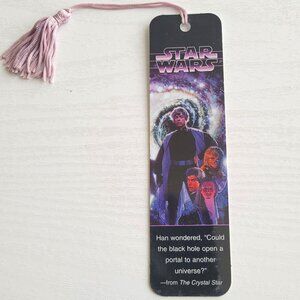 STAR
WARS
Han wondered, "Could
the black hole open a
portal to another
universe?"
—from The Crystal Star